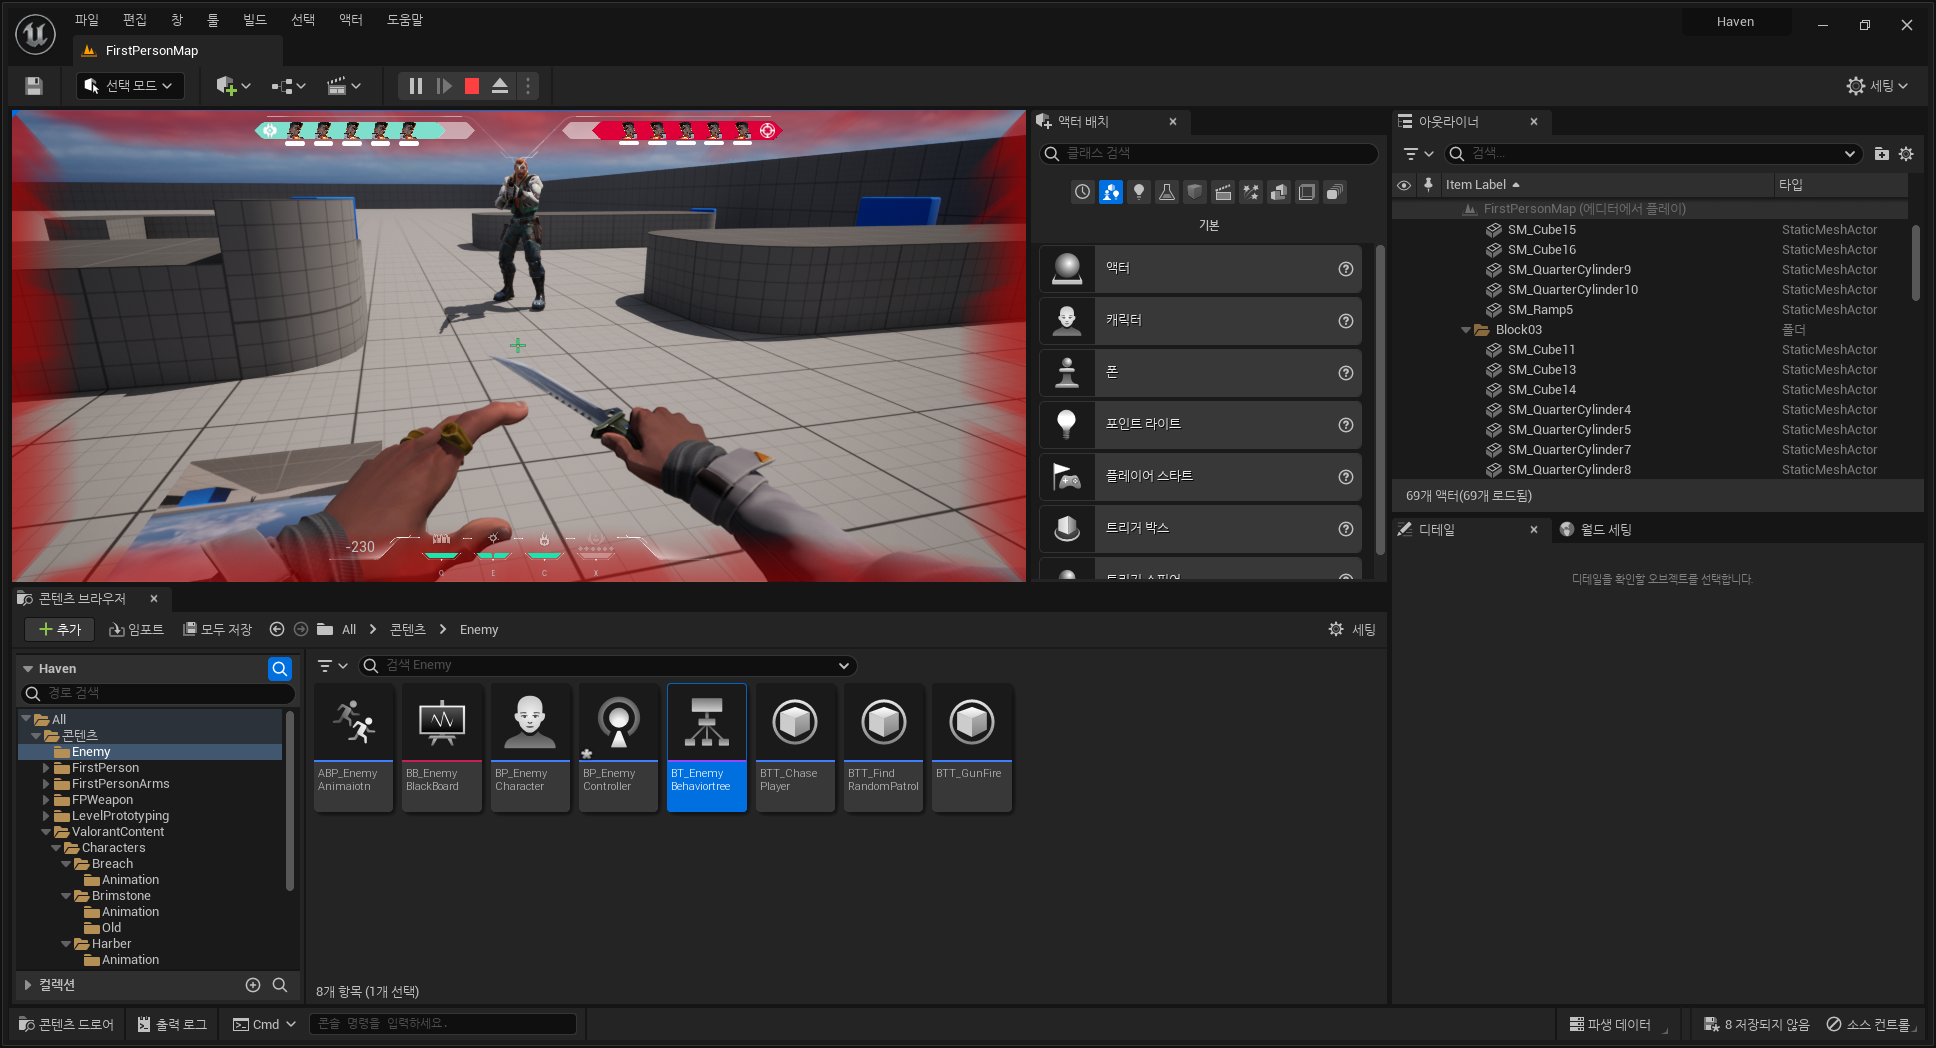 파일 편집 창 툴 빌드 선택 액터 도움말
Haven
FirstPersonMap
선택 모드
세팅
-230
Q E C X
액터 배치
클래스 검색
기본
액터
캐릭터
폰
포인트 라이트
플레이어 스타트
트리거 박스
트리거 스피어
아웃라이너
검색...
Item Label 타입
FirstPersonMap (에디터에서 플레이)
SM_Cube15 StaticMeshActor
SM_Cube16 StaticMeshActor
SM_QuarterCylinder9 StaticMeshActor
SM_QuarterCylinder10 StaticMeshActor
SM_Ramp5 StaticMeshActor
Block03 폴더
SM_Cube11 StaticMeshActor
SM_Cube13 StaticMeshActor
SM_Cube14 StaticMeshActor
SM_QuarterCylinder4 StaticMeshActor
SM_QuarterCylinder5 StaticMeshActor
SM_QuarterCylinder7 StaticMeshActor
SM_QuarterCylinder8 StaticMeshActor
69개 액터(69개 로드됨)
디테일 월드 세팅
디테일을 확인할 오브젝트를 선택합니다.
콘텐츠 브라우저
추가 임포트 모두 저장 All 콘텐츠 Enemy 세팅
Haven
경로 검색
All
콘텐츠
Enemy
FirstPerson
FirstPersonArms
FPWeapon
LevelPrototyping
ValorantContent
Characters
Breach
Animation
Brimstone
Animation
Old
Harber
Animation
컬렉션
검색 Enemy
ABP_Enemy
Animaiotn
BB_Enemy
BlackBoard
BP_Enemy
Character
BP_Enemy
Controller
BT_Enemy
Behaviortree
BTT_Chase
Player
BTT_Find
RandomPatrol
BTT_GunFire
8개 항목 (1개 선택)
콘텐츠 드로어 출력 로그 Cmd 콘솔 명령을 입력하세요.
파생 데이터 8 저장되지 않음 소스 컨트롤